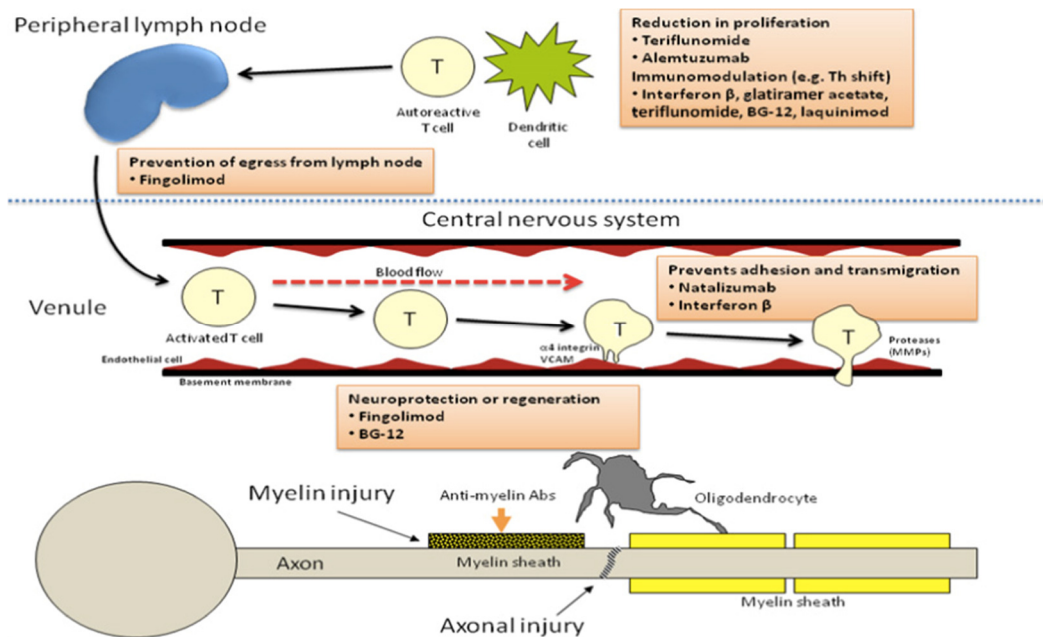 Peripheral lymph node
T
Autoreactive
T cell
Dendritic
cell
Reduction in proliferation
• Teriflunomide
• Alemtuzumab
Immunomodulation (e.g. Th shift)
• Interferon β, glatiramer acetate,
teriflunomide, BG-12, laquinimod
Prevention of egress from lymph node
• Fingolimod
Central nervous system
Venule
Blood flow
T
Activated T cell
T
T
α4 integrin
VCAM
Prevents adhesion and transmigration
• Natalizumab
• Interferon β
T
Proteases
(MMPs)
Endothelial cell
Basement membrane
Neuroprotection or regeneration
• Fingolimod
• BG-12
Myelin injury
Anti-myelin Abs
Oligodendrocyte
Axon
Myelin sheath
Myelin sheath
Axonal injury